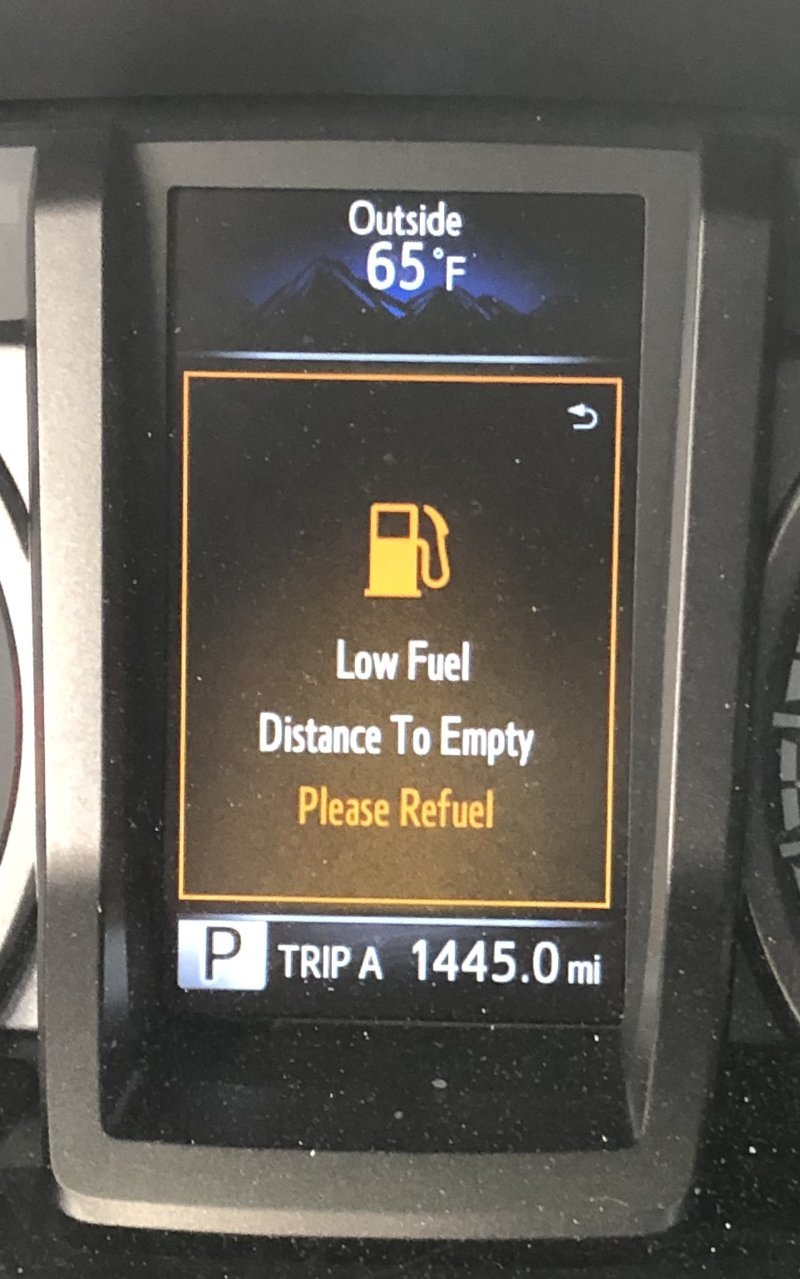 Outside
65°F
Low Fuel
Distance To Empty
Please Refuel
P TRIP A 1445.0 mi